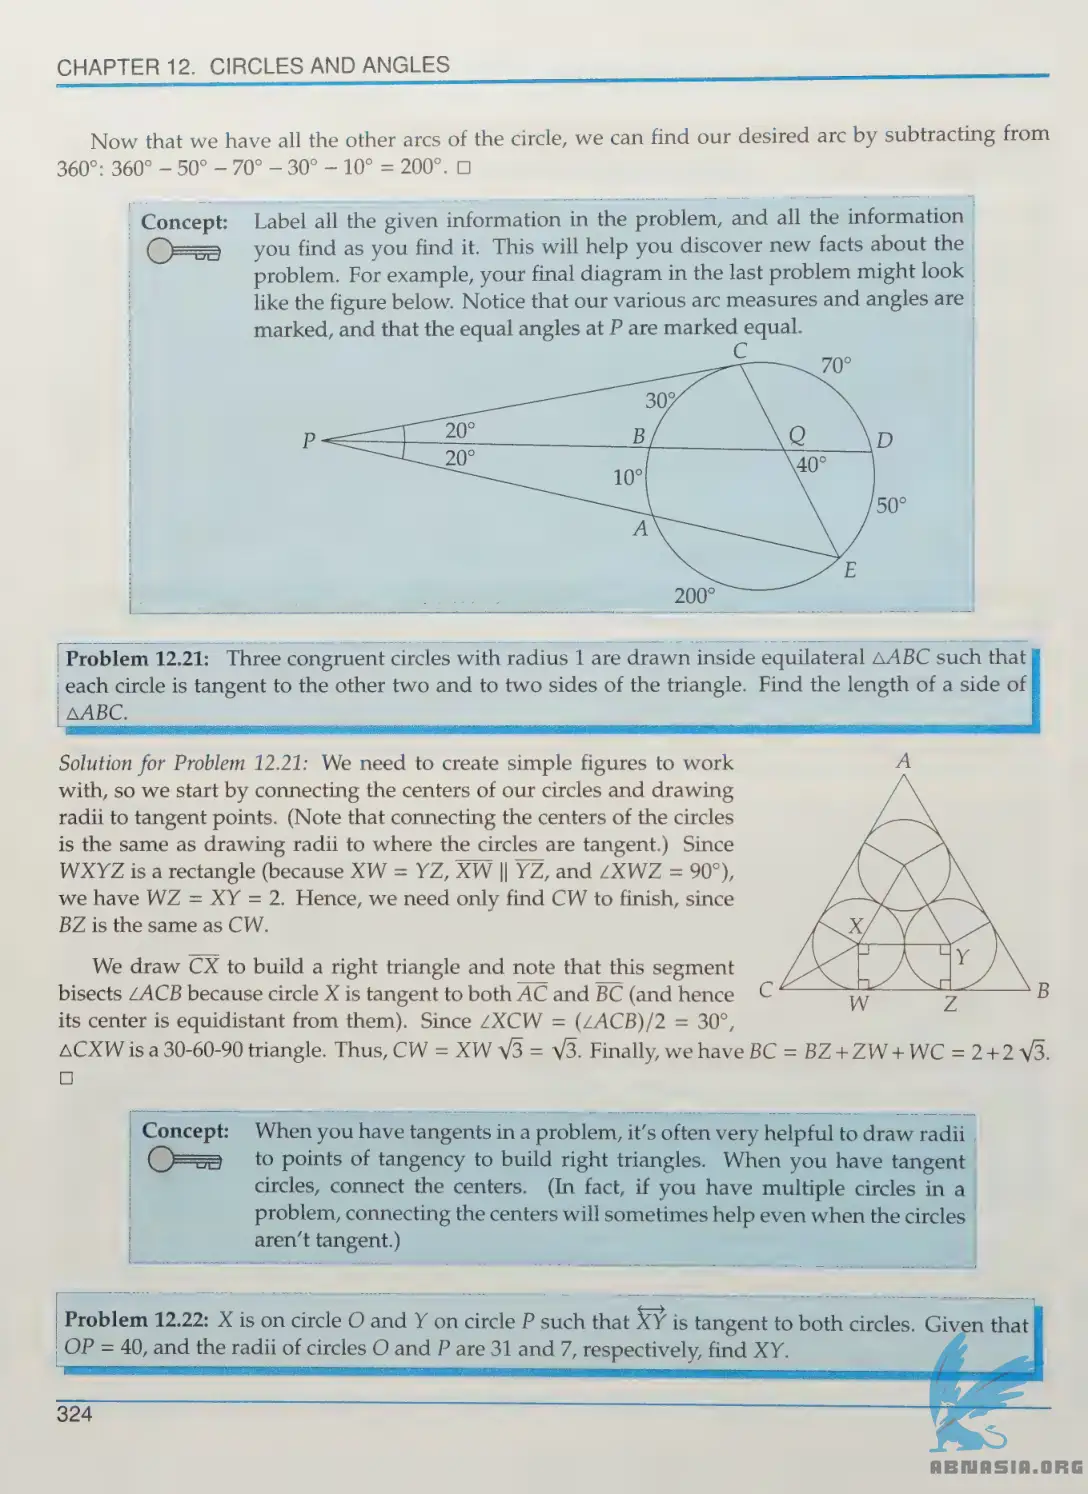 CHAPTER 12. CIRCLES AND ANGLES
Now that we have all the other arcs of the circle, we can find our desired arc by subtracting from
360°: 360° − 50° − 70° − 30° − 10° = 200°. □
Concept: Label all the given information in the problem, and all the information
you find as you find it. This will help you discover new facts about the
problem. For example, your final diagram in the last problem might look
like the figure below. Notice that our various arc measures and angles are
marked, and that the equal angles at P are marked equal.
C
70°
30°
P
20°
B
Q
D
20°
40°
10°
50°
A
E
200°
Problem 12.21: Three congruent circles with radius 1 are drawn inside equilateral △ABC such that
each circle is tangent to the other two and to two sides of the triangle. Find the length of a side of
△ABC.
Solution for Problem 12.21: We need to create simple figures to work
with, so we start by connecting the centers of our circles and drawing
radii to tangent points. (Note that connecting the centers of the circles
is the same as drawing radii to where the circles are tangent.) Since
WXYZ is a rectangle (because XW = YZ, XW || YZ, and ∠XWZ = 90°),
we have WZ = XY = 2. Hence, we need only find CW to finish, since
BZ is the same as CW.
We draw CX to build a right triangle and note that this segment
bisects ∠ACB because circle X is tangent to both AC and BC (and hence
its center is equidistant from them). Since ∠XCW = (∠ACB)/2 = 30°,
△CXW is a 30-60-90 triangle. Thus, CW = XW √3 = √3. Finally, we have BC = BZ + ZW + WC = 2 + 2 √3.
□
A
X
Y
C
W
Z
B
Concept: When you have tangents in a problem, it's often very helpful to draw radii
to points of tangency to build right triangles. When you have tangent
circles, connect the centers. (In fact, if you have multiple circles in a
problem, connecting the centers will sometimes help even when the circles
aren't tangent.)
Problem 12.22: X is on circle O and Y on circle P such that XY is tangent to both circles. Given that
OP = 40, and the radii of circles O and P are 31 and 7, respectively, find XY.
324
ABNASIA.ORG